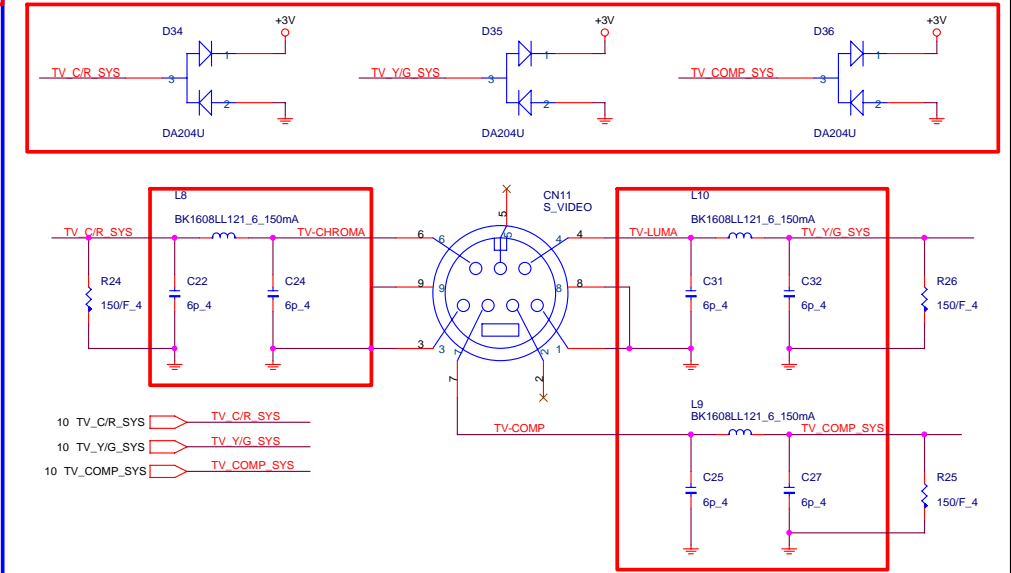 +3V +3V +3V
D34 D35 D36
TV_C/R_SYS 3 1 2 TV_Y/G_SYS 3 1 2 TV_COMP_SYS 3 1 2
DA204U DA204U DA204U
L8 CN11 L10
BK1608LL121_6_150mA S_VIDEO BK1608LL121_6_150mA
TV_C/R_SYS TV-CHROMA 6 6 5 5 4 4 TV-LUMA TV_Y/G_SYS
R24 C22 C24 9 9 8 8 C31 C32 R26
150/F_4 6p_4 6p_4 6p_4 6p_4 150/F_4
3 3 7 2 1 1
7 2
10 TV_C/R_SYS TV_C/R_SYS
10 TV_Y/G_SYS TV_Y/G_SYS
10 TV_COMP_SYS TV_COMP_SYS
L9
BK1608LL121_6_150mA
TV-COMP TV_COMP_SYS
C25 C27 R25
6p_4 6p_4 150/F_4